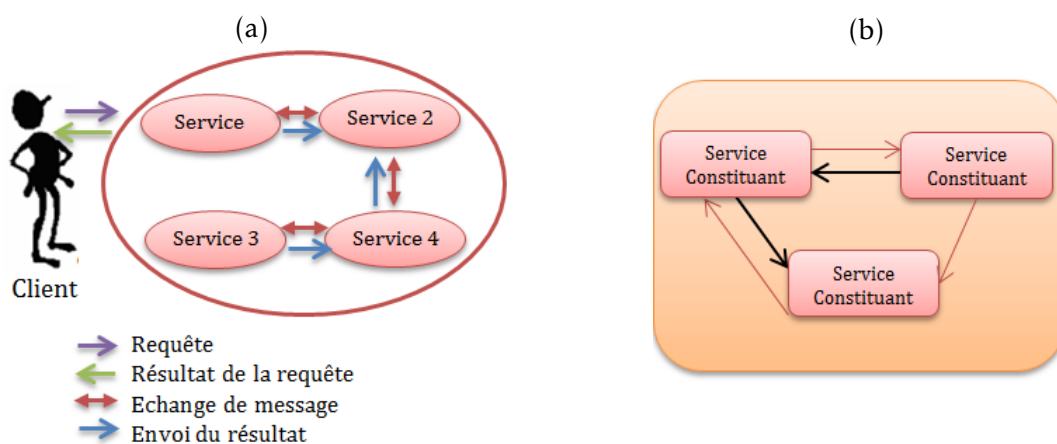 (a)
Service
Service 2
Service 3
Service 4
Client
Requête
Résultat de la requête
Echange de message
Envoi du résultat
(b)
Service
Constituant
Service
Constituant
Service
Constituant